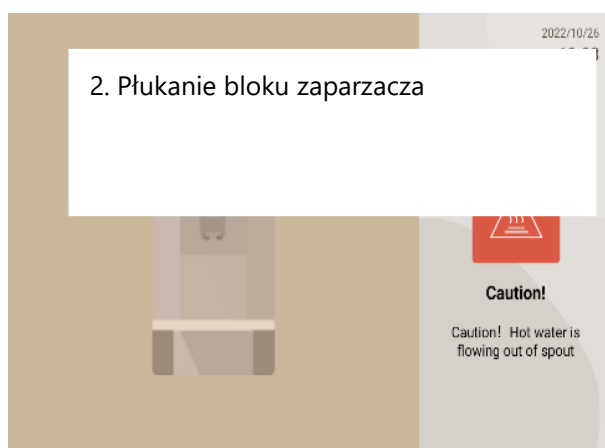 2022/10/26
2. Płukanie bloku zaparzacza
Caution!
Caution! Hot water is
flowing out of spout